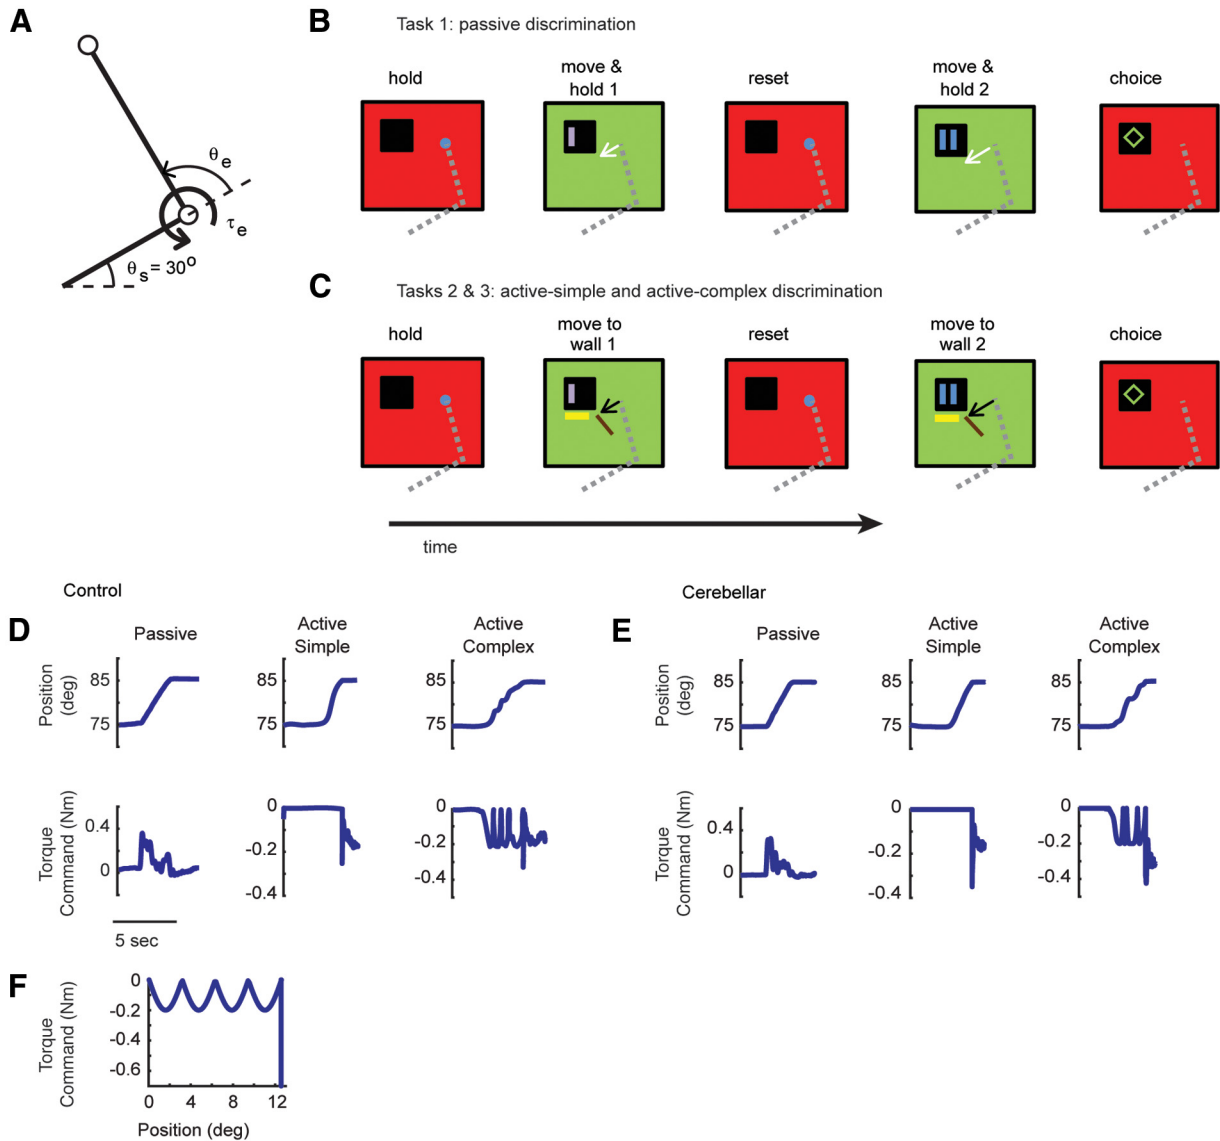 A
θe
τe
θs = 30o
B
Task 1: passive discrimination
hold
move &
hold 1
reset
move &
hold 2
choice
C
Tasks 2 & 3: active-simple and active-complex discrimination
hold
move to
wall 1
reset
move to
wall 2
choice
time
Control
D
Passive
Active
Simple
Active
Complex
Position
(deg)
85
75
85
75
85
75
Torque
Command (Nm)
0.4
0
0
-0.2
-0.4
0
-0.2
-0.4
5 sec
Cerebellar
E
Passive
Active
Simple
Active
Complex
Position
(deg)
85
75
85
75
85
75
Torque
Command (Nm)
0.4
0
0
-0.2
-0.4
0
-0.2
-0.4
F
Torque
Command (Nm)
0
-0.2
-0.4
-0.6
0 4 8 12
Position (deg)